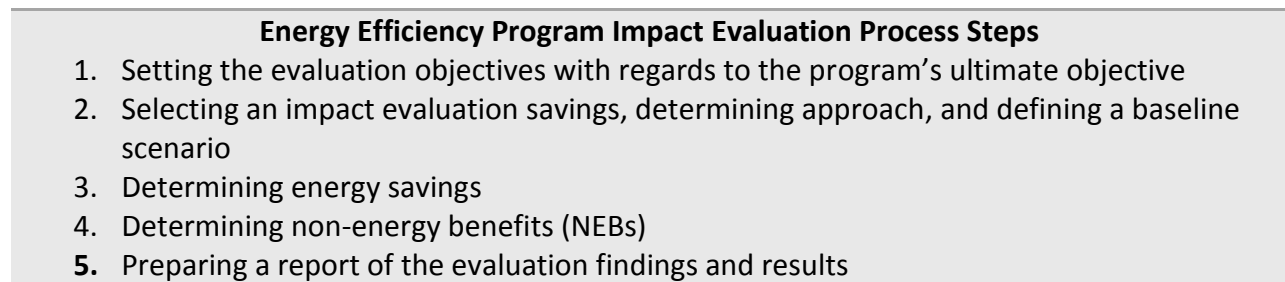 Energy Efficiency Program Impact Evaluation Process Steps
1. Setting the evaluation objectives with regards to the program's ultimate objective
2. Selecting an impact evaluation savings, determining approach, and defining a baseline
scenario
3. Determining energy savings
4. Determining non-energy benefits (NEBs)
5. Preparing a report of the evaluation findings and results